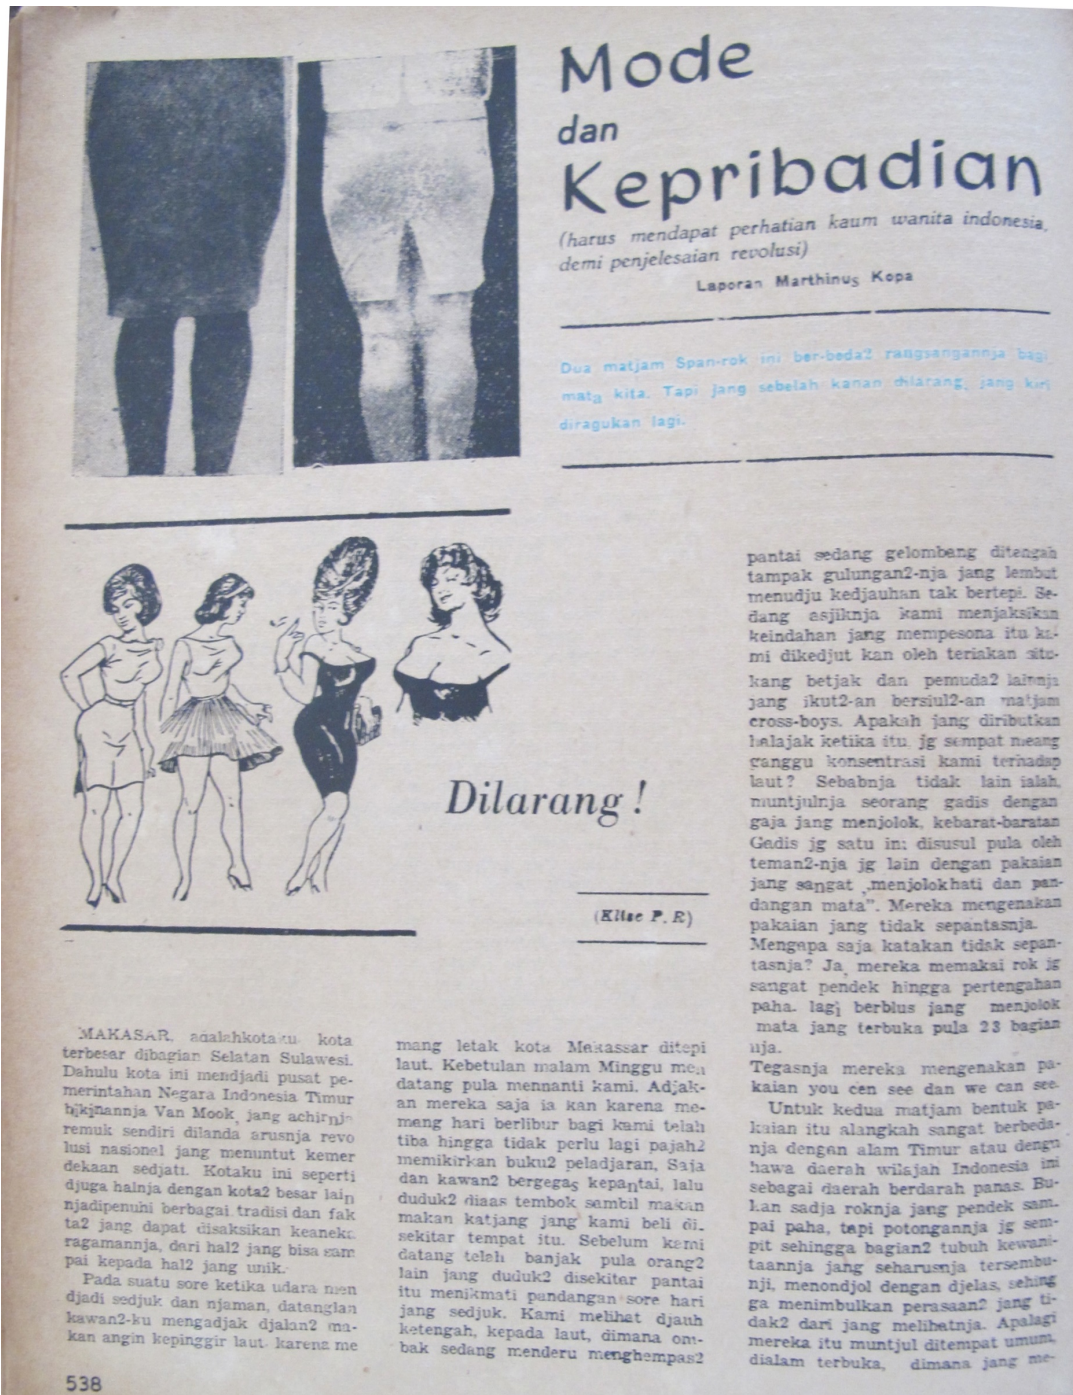 Mode
dan
Kepribadian
(harus mendapat perhatian kaum wanita indonesia,
demi penjelesaian revolusi)
Laporan Marthinus Kopa
Dua matjam Span-rok ini ber-beda2 rangsangannja bagi
mata kita. Tapi jang sebelah kanan dilarang, jang kiri
diragukan lagi.
Dilarang !
(Klise P. R)
MAKASAR, adalahkotaku kota
terbesar dibagian Selatan Sulawesi.
Dahulu kota ini mendjadi pusat pe-
merintahan Negara Indonesia Timur
bikinannja Van Mook, jang achirnja
remuk sendiri dilanda arusnja revo
lusi nasional jang menuntut kemer
dekaan sedjati. Kotaku ini seperti
djuga halnja dengan kota2 besar lain
njadipenuhi berbagai tradisi dan fak
ta2 jang dapat disaksikan keaneka
ragamannja, dari hal2 jang bisa sam
pai kepada hal2 jang unik.
Pada suatu sore ketika udara men
djadi sedjuk dan njaman, datanglan
kawan2-ku mengadjak djalan2 ma-
kan angin kepinggir laut. karena me
mang letak kota Makassar ditepi
laut. Kebetulan malam Minggu men
datang pula mennanti kami. Adjak-
an mereka saja ia kan karena me-
mang hari berlibur bagi kami telah
tiba hingga tidak perlu lagi pajah2
memikirkan buku2 peladjaran, Saja
dan kawan2 bergegas kepantai, lalu
duduk2 diaas tembok sambil makan
makan katjang jang kami beli di-
sekitar tempat itu. Sebelum kami
datang telah banjak pula orang2
lain jang duduk2 disekitar pantai
itu menikmati pandangan sore hari
jang sedjuk. Kami melihat djauh
ketengah, kepada laut, dimana om-
bak sedang menderu menghempas2
pantai sedang gelombang ditengah
tampak gulungan2-nja jang lembut
menudju kedjauhan tak bertepi. Se-
dang asjiknja kami menjaksikan
keindahan jang mempesona itu ka-
mi dikedjut kan oleh teriakan situ-
kang betjak dan pemuda2 lainnja
jang ikut2-an bersiul2-an matjam
cross-boys. Apakah jang diributkan
halajak ketika itu jg sempat meang
ganggu konsentrasi kami terhadap
laut? Sebabnja tidak lain ialah,
muntjulnja seorang gadis dengan
gaja jang menjolok, kebarat-baratan
Gadis jg satu ini disusul pula oleh
teman2-nja jg lain dengan pakaian
jang sangat „menjolokhati dan pan-
dangan mata". Mereka mengenakan
pakaian jang tidak sepantasnja.
Mengapa saja katakan tidak sepan-
tasnja? Ja, mereka memakai rok jg
sangat pendek hingga pertengahan
paha. lagi berblus jang menjolok
mata jang terbuka pula 23 bagian
nja.
Tegasnja mereka mengenakan pa-
kaian you cen see dan we can see.
Untuk kedua matjam bentuk pa-
kaian itu alangkah sangat berbeda-
nja dengan alam Timur atau dengn
hawa daerah wilajah Indonesia ini
sebagai daerah berdarah panas. Bu-
kan sadja roknja jang pendek sam-
pai paha, tapi potongannja jg sem-
pit sehingga bagian2 tubuh kewani-
taannja jang seharusnja tersembu-
nji, menondjol dengan djelas, sehing
ga menimbulkan perasaan2 jang ti-
dak2 dari jang melihatnja. Apalagi
mereka itu muntjul ditempat umum,
dialam terbuka, dimana jang me-
538